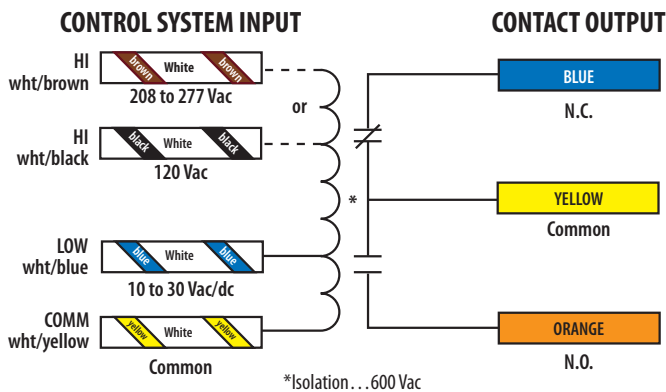 CONTROL SYSTEM INPUT
CONTACT OUTPUT
HI
wht/brown
brown White brown
208 to 277 Vac
or
HI
wht/black
black White black
120 Vac
LOW
wht/blue
blue White blue
10 to 30 Vac/dc
COMM
wht/yellow
yellow White yellow
Common
*
BLUE
N.C.
YELLOW
Common
ORANGE
N.O.
*Isolation...600 Vac